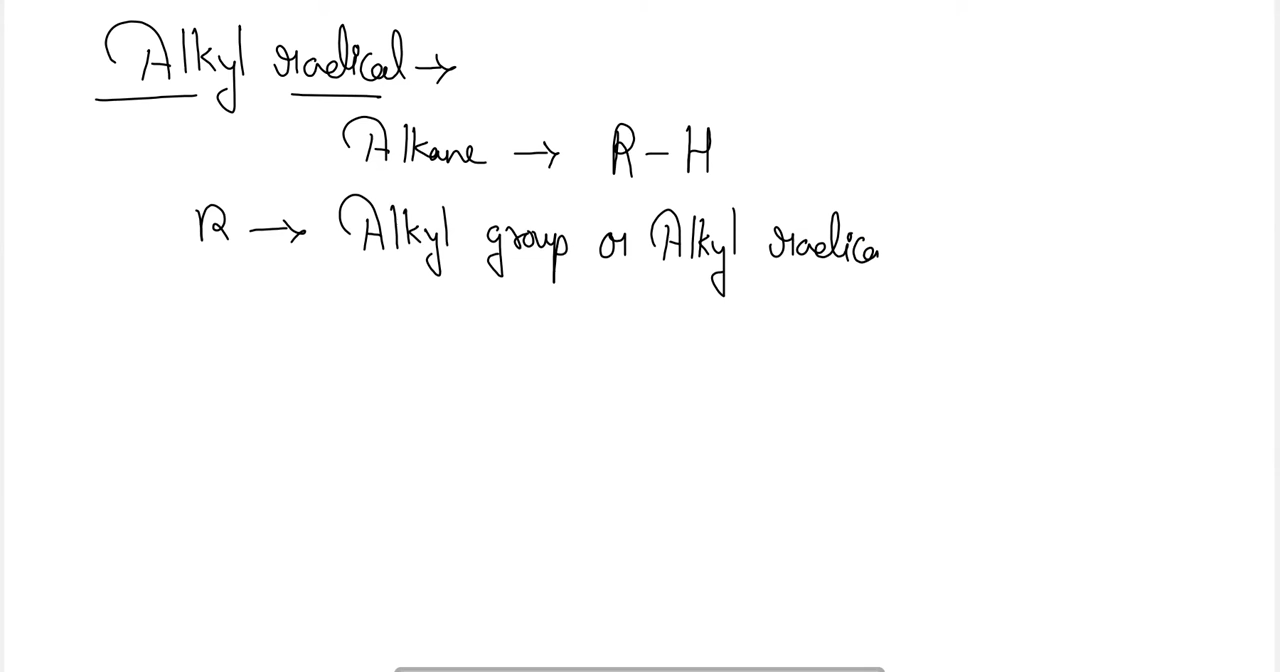 Alkyl radical →
Alkane → R - H
R → Alkyl group or Alkyl radica